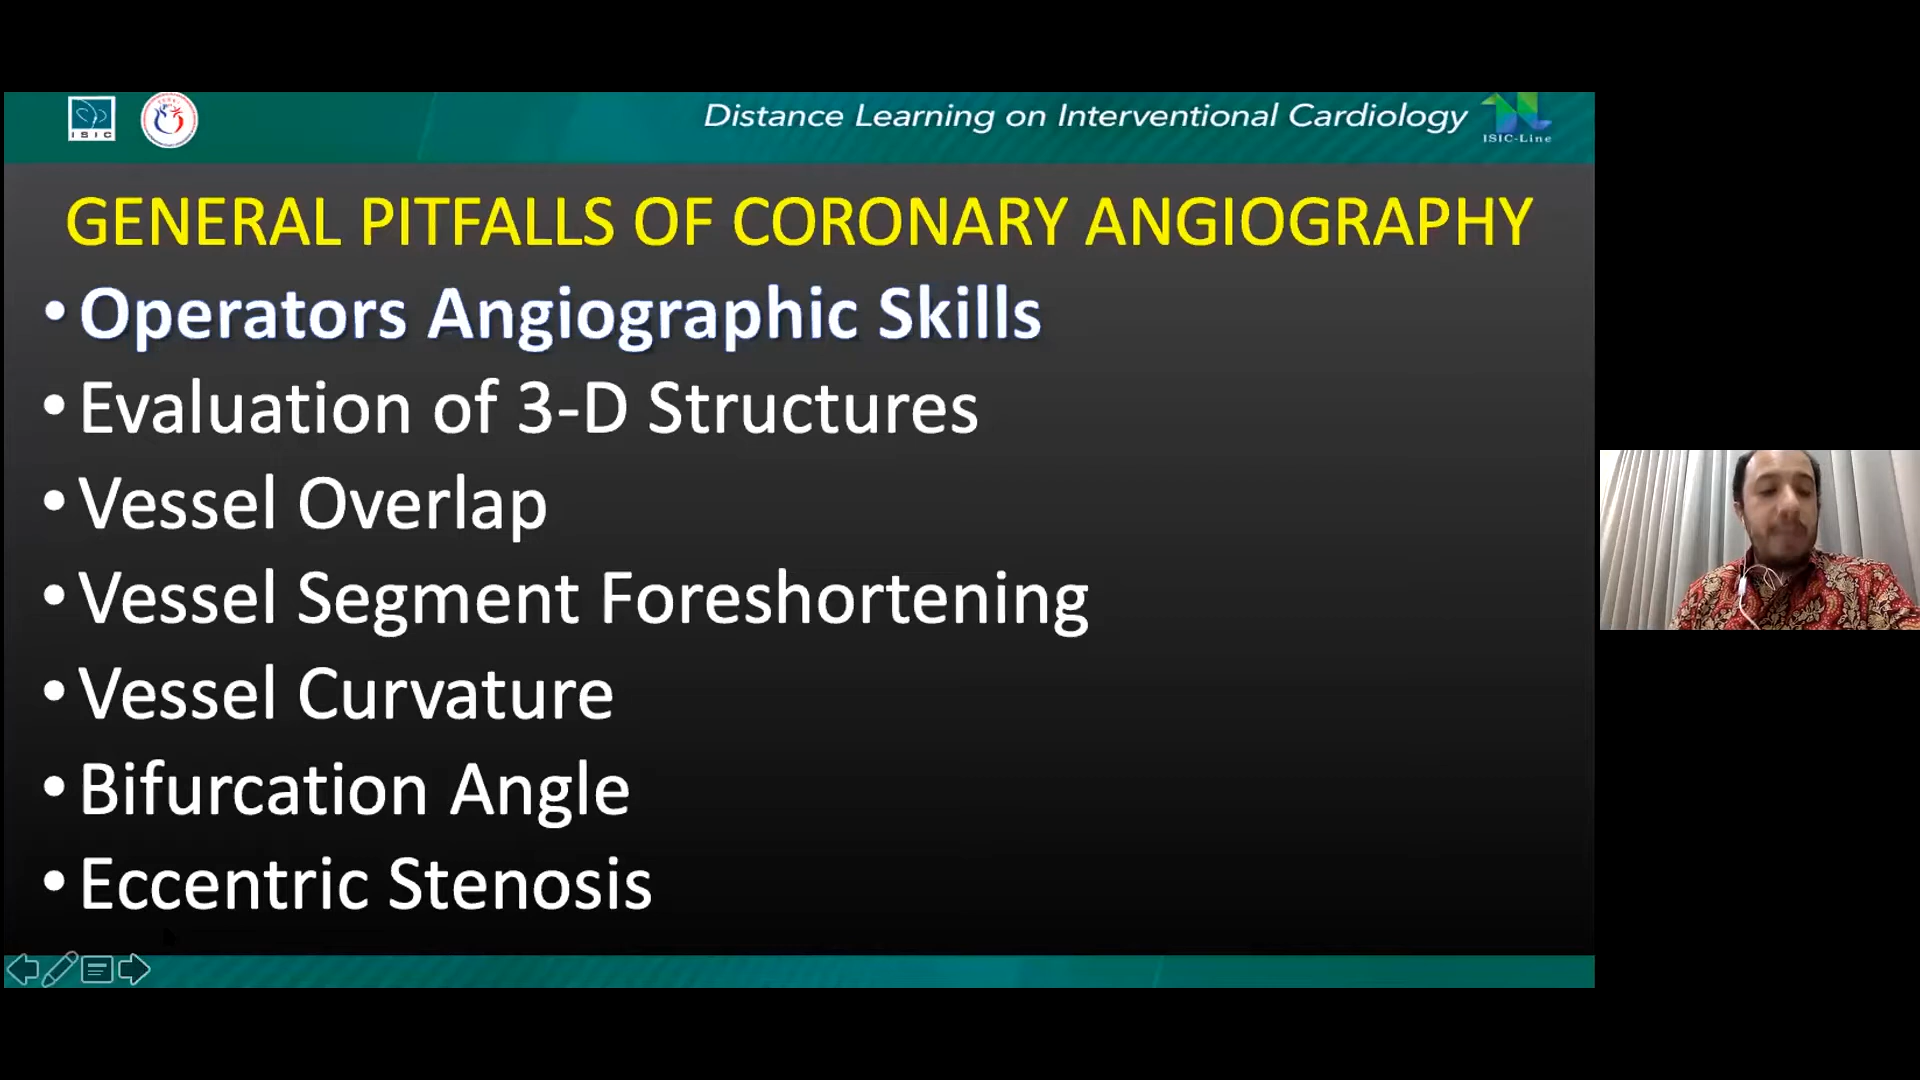 ISIC
Distance Learning on Interventional Cardiology
ISIC-Line
GENERAL PITFALLS OF CORONARY ANGIOGRAPHY
• Operators Angiographic Skills
• Evaluation of 3-D Structures
• Vessel Overlap
• Vessel Segment Foreshortening
• Vessel Curvature
• Bifurcation Angle
• Eccentric Stenosis